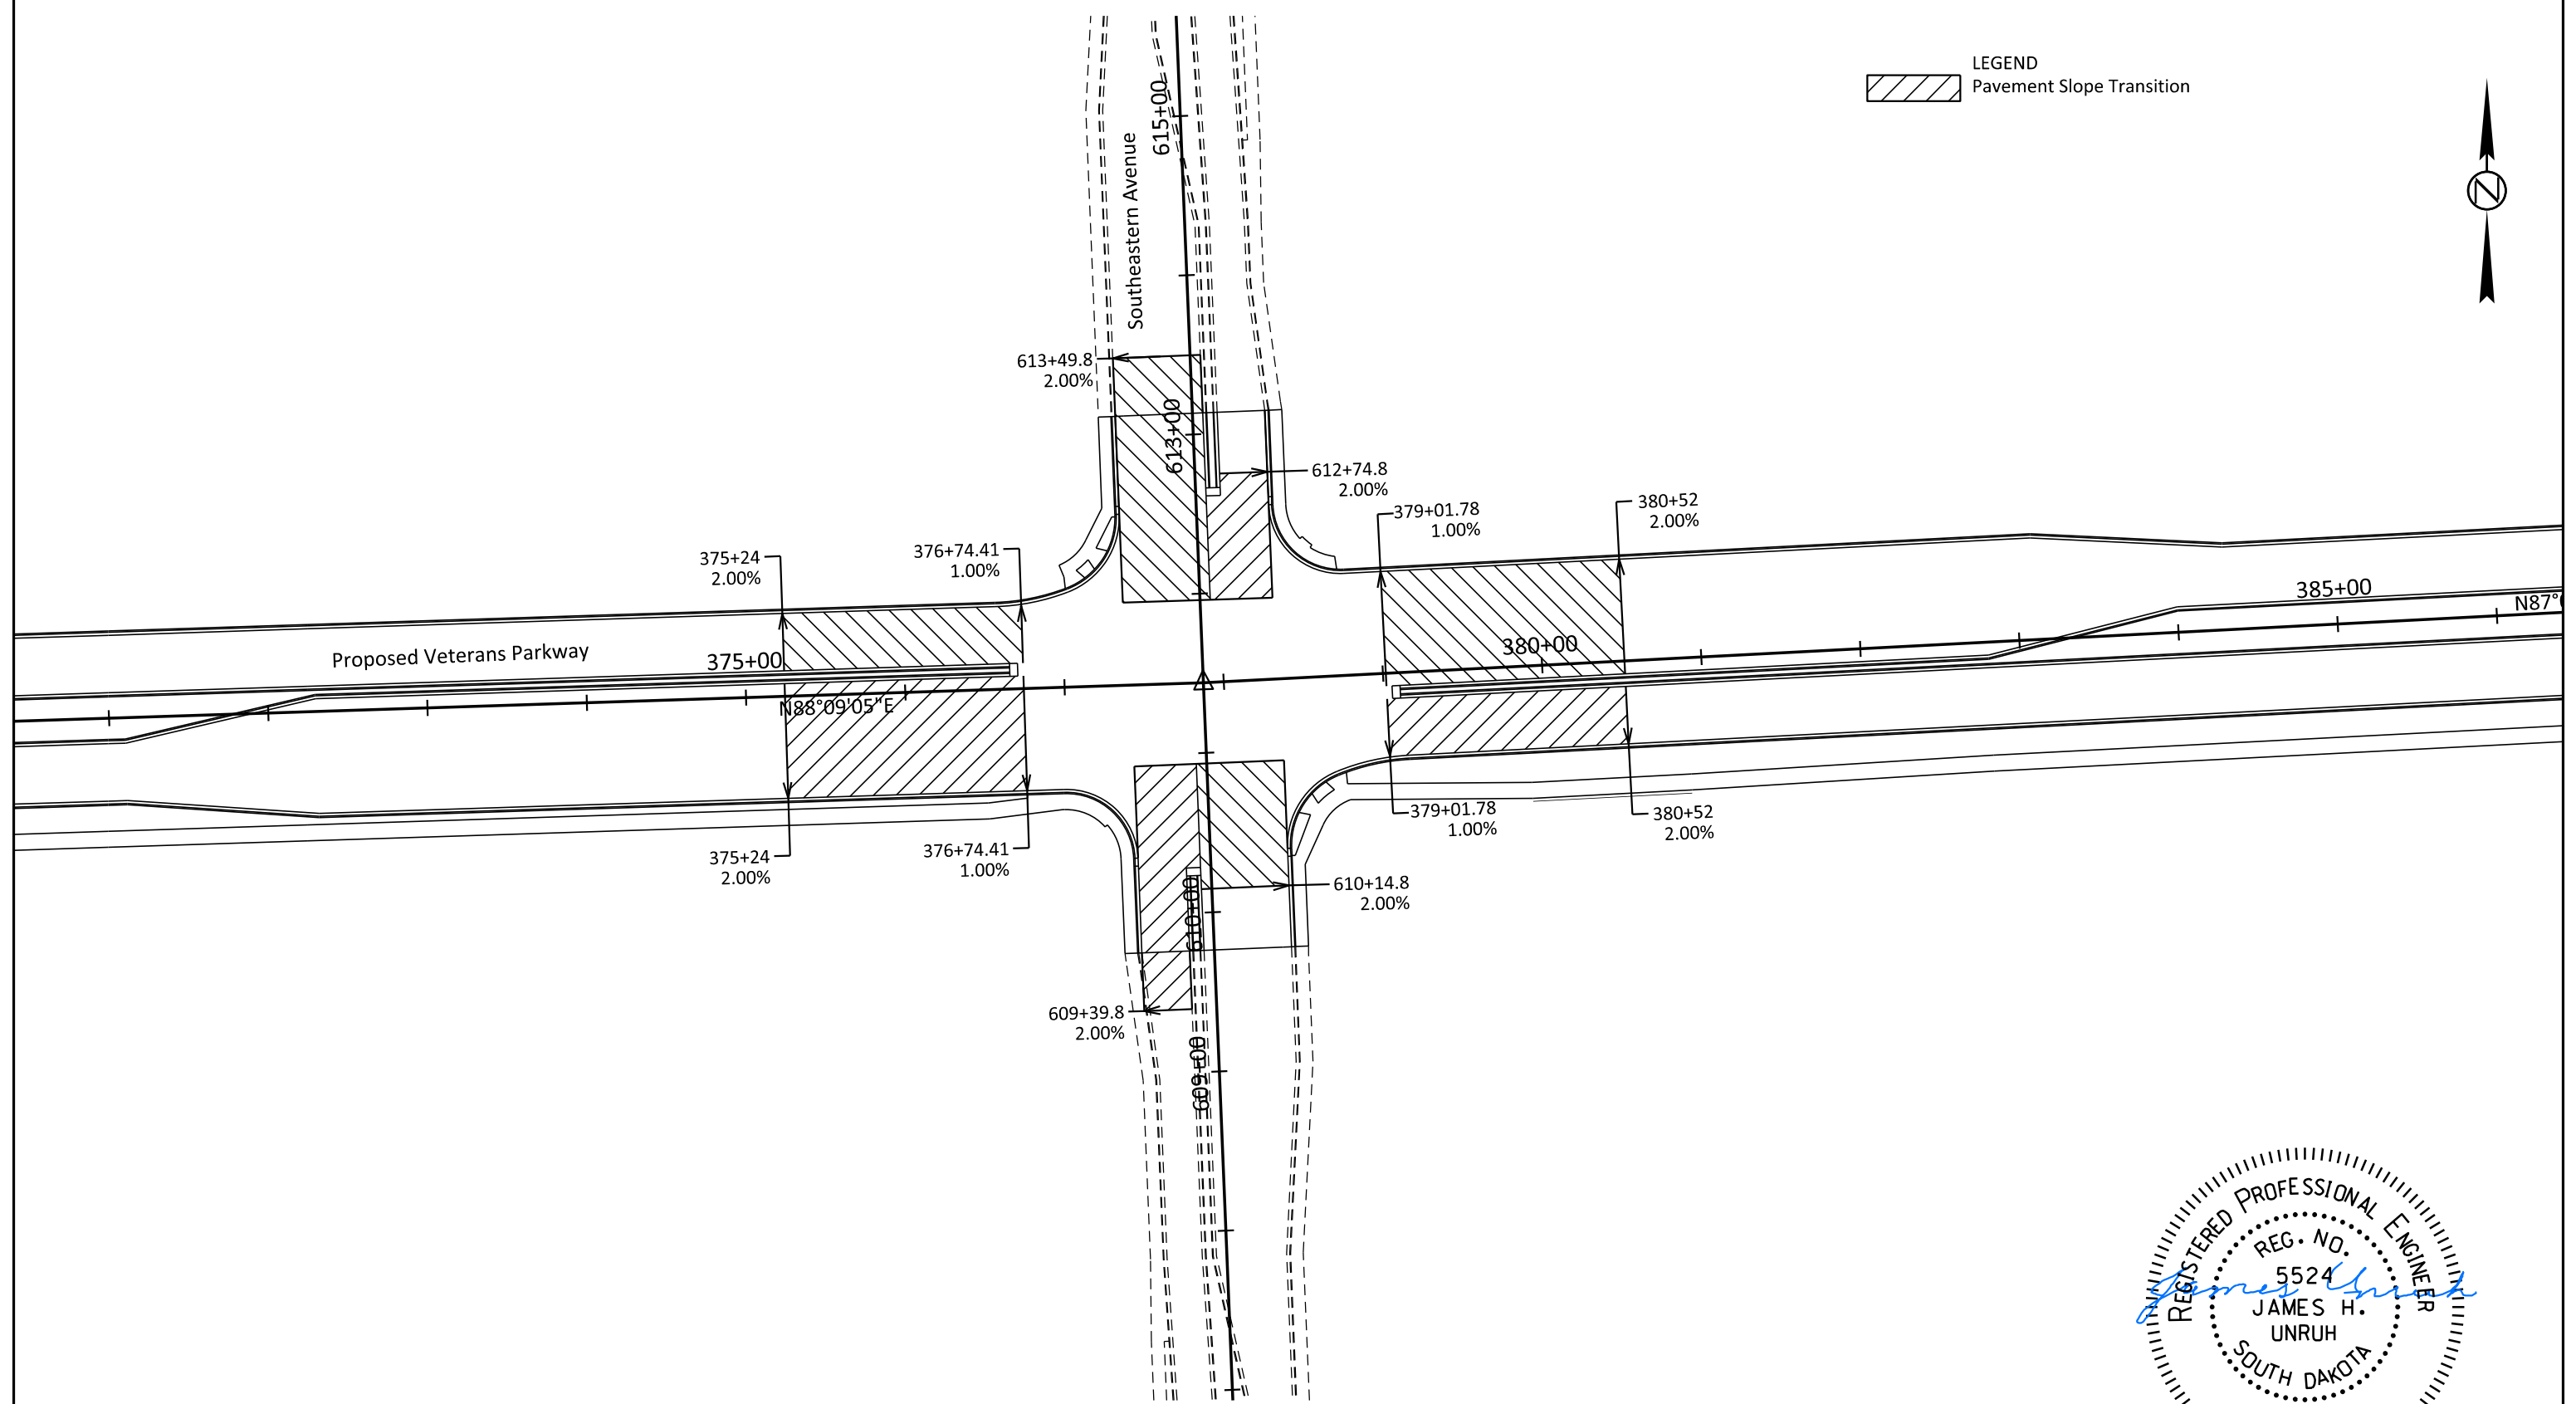 LEGEND
Pavement Slope Transition
N
615+00
Southeastern Avenue
613+49.8
2.00%
613+00
612+74.8
2.00%
379+01.78
1.00%
380+52
2.00%
375+24
2.00%
376+74.41
1.00%
Proposed Veterans Parkway
375+00
N88°09'05"E
380+00
385+00
N87°
375+24
2.00%
376+74.41
1.00%
379+01.78
1.00%
380+52
2.00%
610+14.8
2.00%
610+00
609+39.8
2.00%
609+00
REGISTERED PROFESSIONAL ENGINEER
REG. NO.
5524
James Unruh
JAMES H.
UNRUH
SOUTH DAKOTA